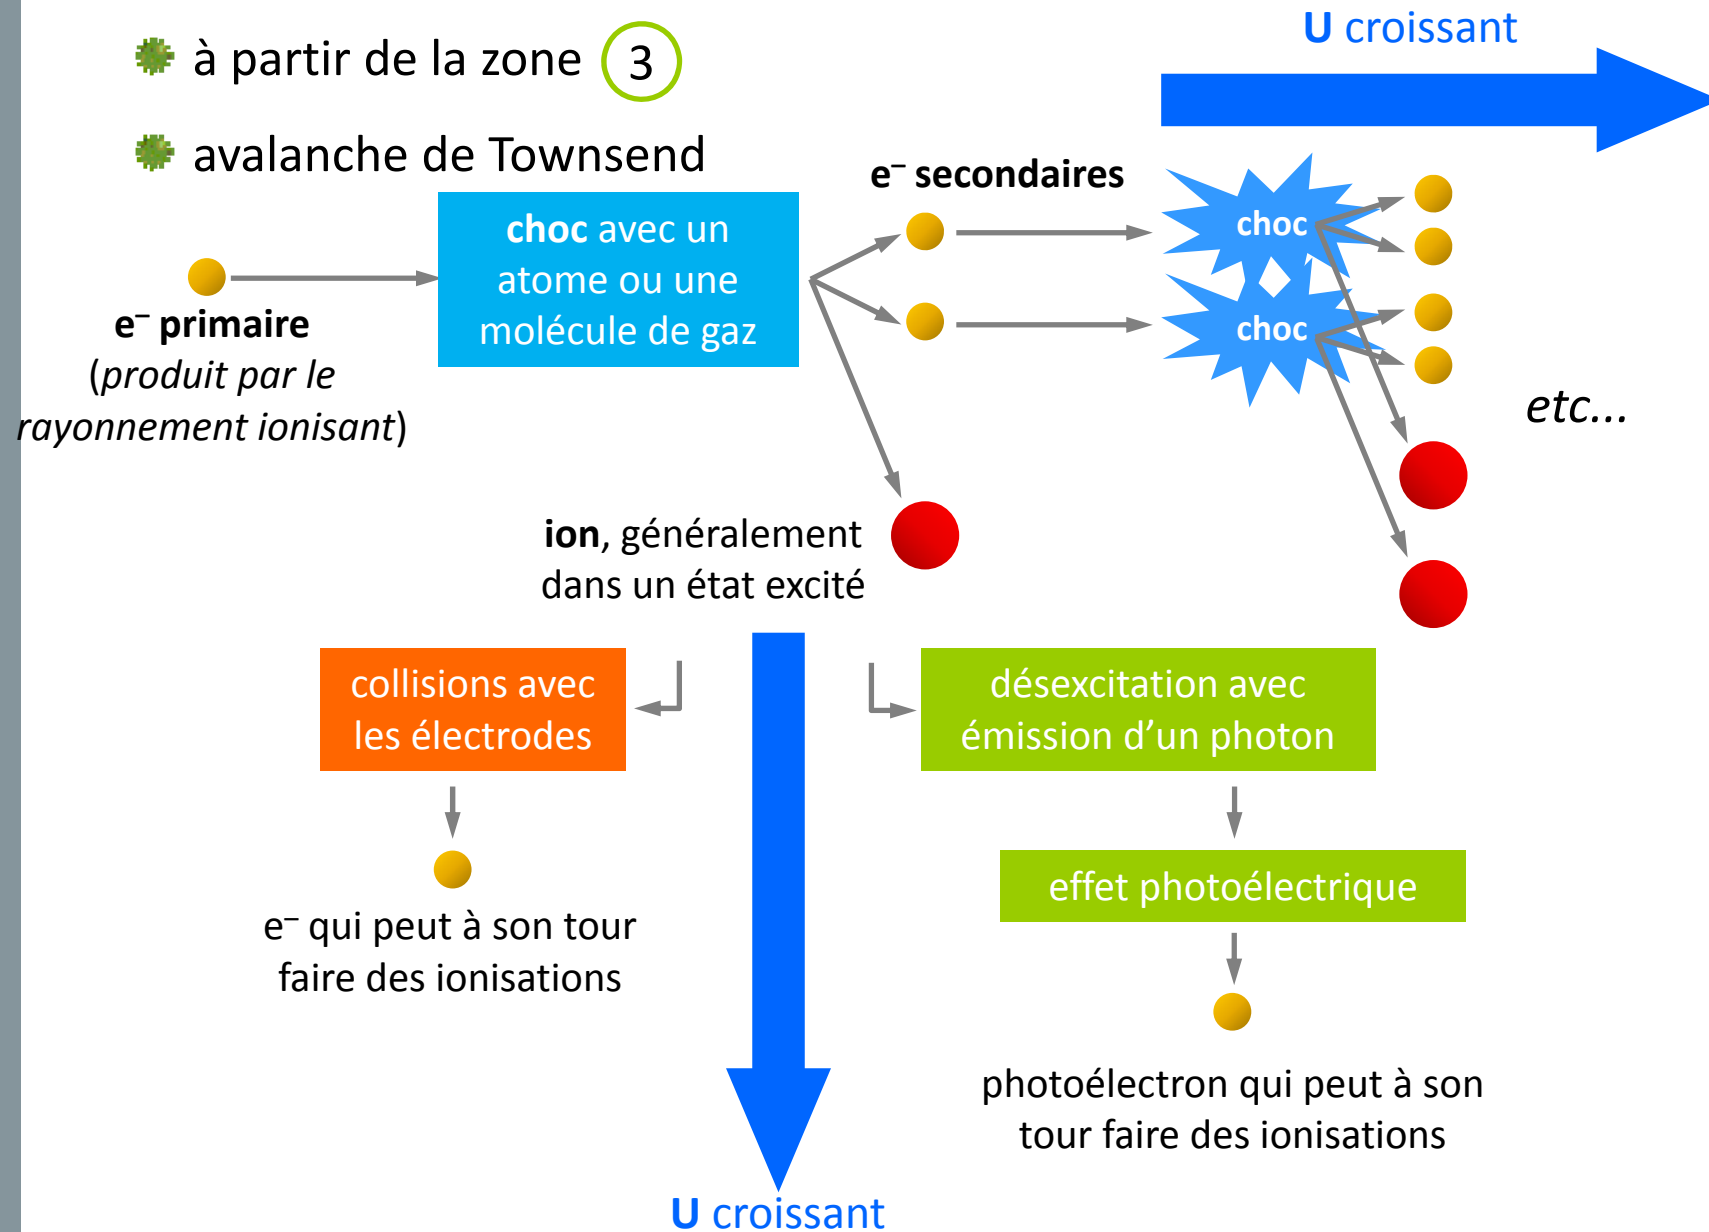 U croissant
à partir de la zone 3
avalanche de Townsend
e– secondaires
choc avec un
atome ou une
molécule de gaz
choc
choc
e– primaire
(produit par le
rayonnement ionisant)
etc...
ion, généralement
dans un état excité
collisions avec
les électrodes
désexcitation avec
émission d’un photon
effet photoélectrique
e– qui peut à son tour
faire des ionisations
photoélectron qui peut à son
tour faire des ionisations
U croissant